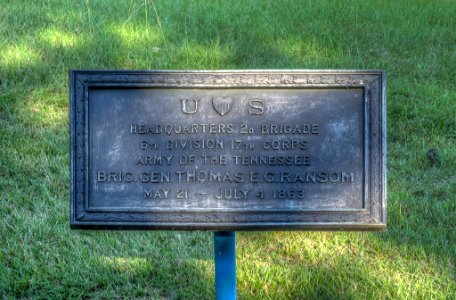 U S
HEADQUARTERS 2D BRIGADE
6TH DIVISION 17TH CORPS
ARMY OF THE TENNESSEE
BRIG. GEN. THOMAS E. G. RANSOM
MAY 21 — JULY 4 1863